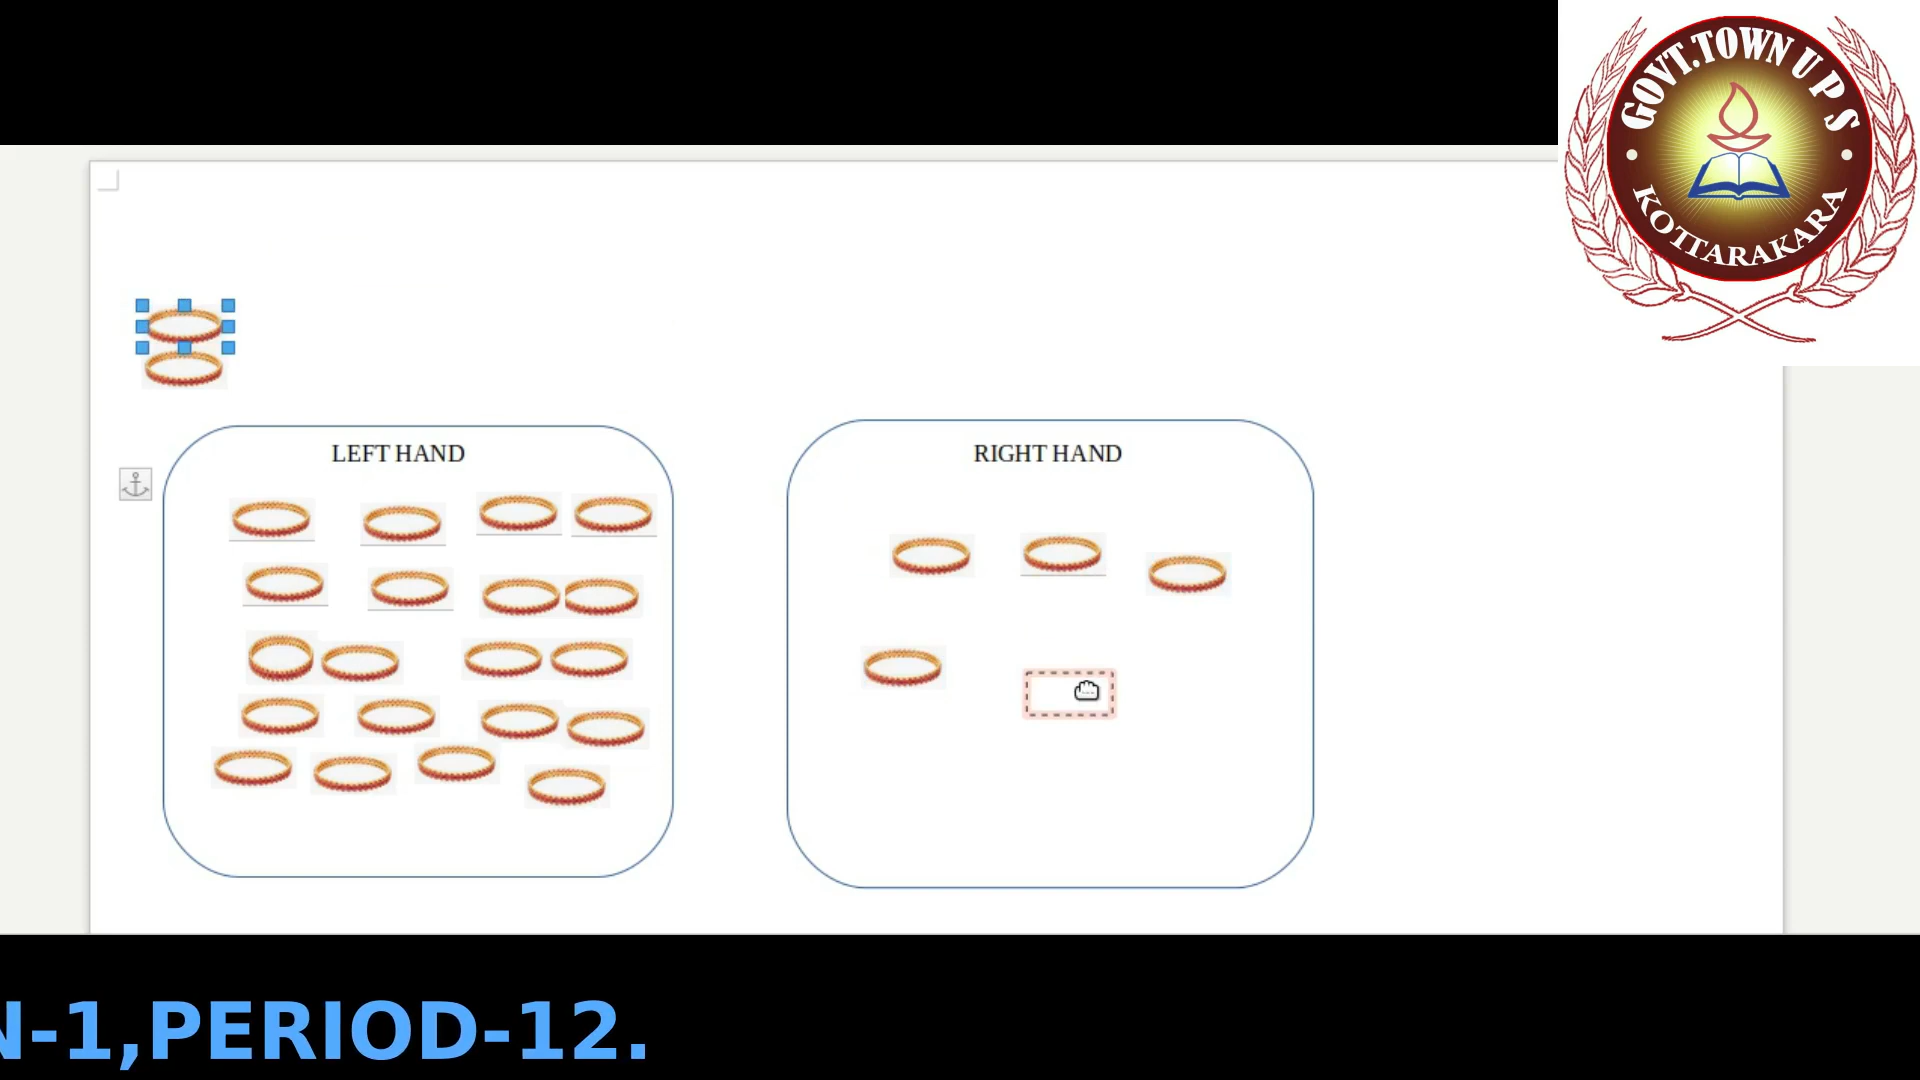 GOVT.TOWN U P S
KOTTARAKARA
LEFT HAND
RIGHT HAND
N-1,PERIOD-12.